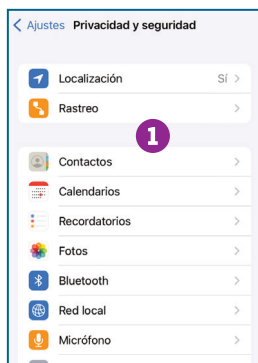 Ajustes Privacidad y seguridad
Localización Sí
Rastreo
1
Contactos
Calendarios
Recordatorios
Fotos
Bluetooth
Red local
Micrófono